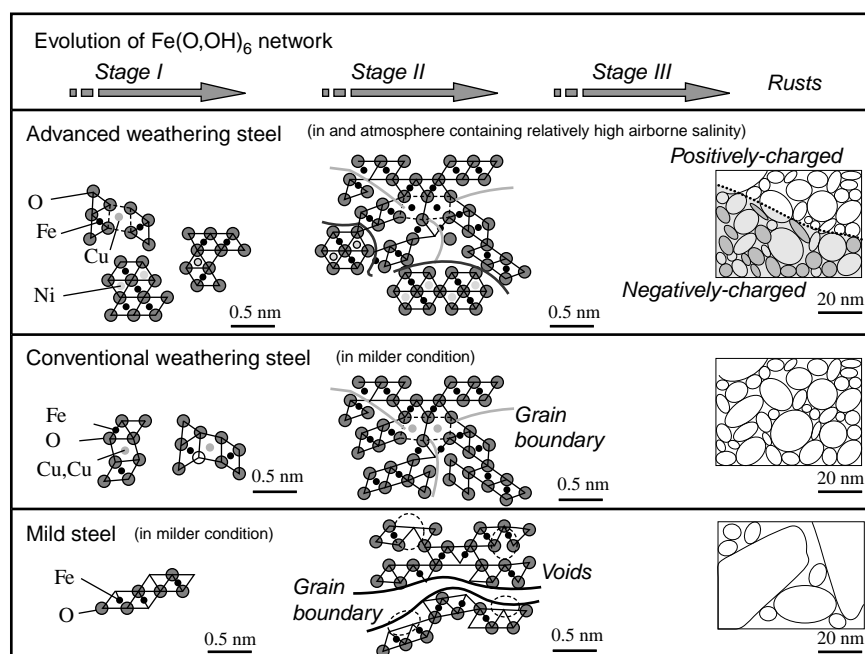 Evolution of Fe(O,OH)6 network
Stage I
Stage II
Stage III
Rusts
Advanced weathering steel
(in and atmosphere containing relatively high airborne salinity)
Positively-charged
O
Fe
Cu
Ni
Negatively-charged
0.5 nm
0.5 nm
20 nm
Conventional weathering steel
(in milder condition)
Fe
O
Cu,Cu
Grain
boundary
0.5 nm
0.5 nm
20 nm
Mild steel
(in milder condition)
Fe
O
Grain
boundary
Voids
0.5 nm
0.5 nm
20 nm